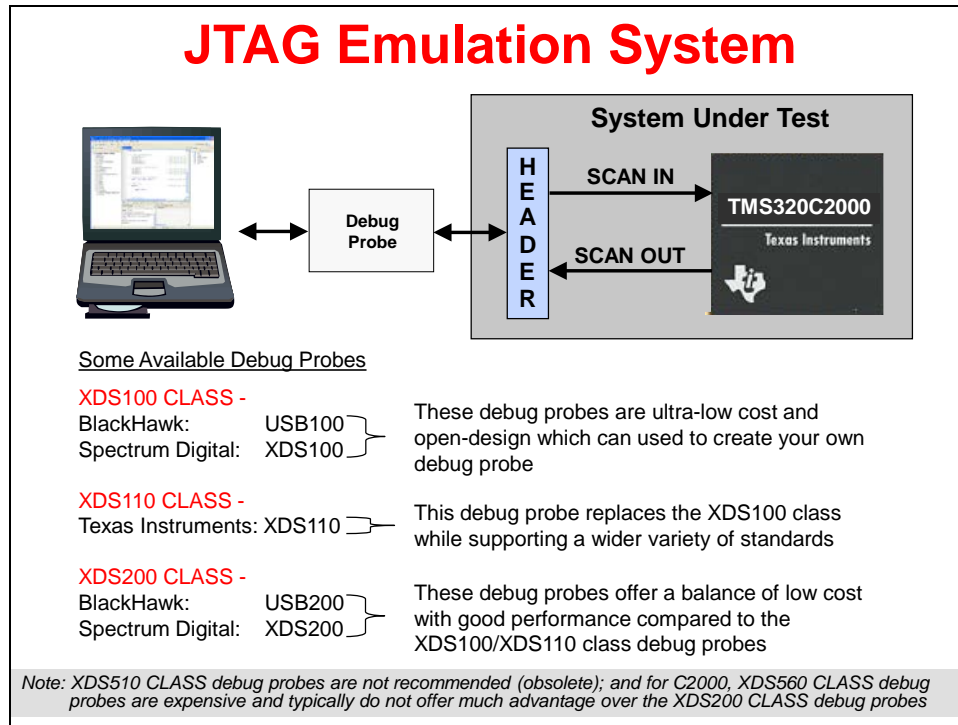 JTAG Emulation System
System Under Test
HEADER
SCAN IN
TMS320C2000
Texas Instruments
Debug
Probe
SCAN OUT
Some Available Debug Probes
XDS100 CLASS -
BlackHawk: USB100
Spectrum Digital: XDS100
These debug probes are ultra-low cost and
open-design which can used to create your own
debug probe
XDS110 CLASS -
Texas Instruments: XDS110
This debug probe replaces the XDS100 class
while supporting a wider variety of standards
XDS200 CLASS -
BlackHawk: USB200
Spectrum Digital: XDS200
These debug probes offer a balance of low cost
with good performance compared to the
XDS100/XDS110 class debug probes
Note: XDS510 CLASS debug probes are not recommended (obsolete); and for C2000, XDS560 CLASS debug
probes are expensive and typically do not offer much advantage over the XDS200 CLASS debug probes